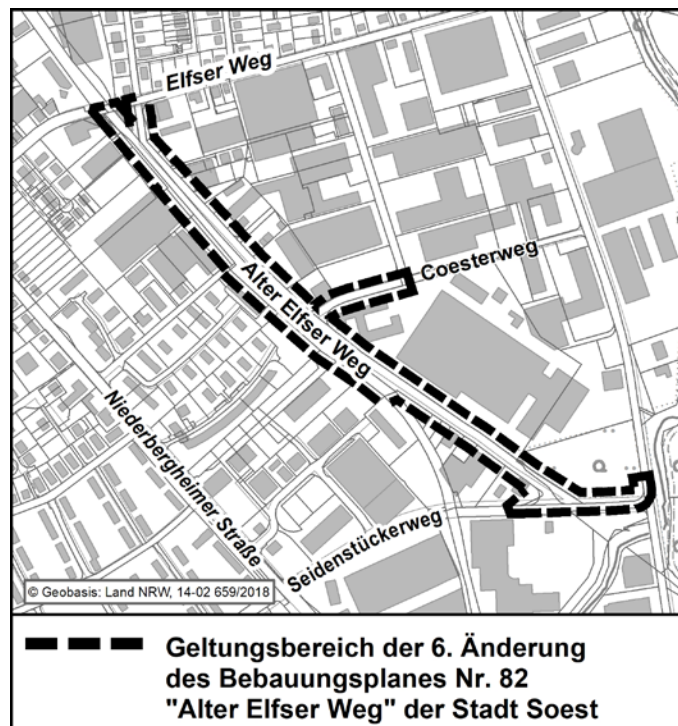 Elfser Weg
Coesterweg
Alter Elfser Weg
Niederbergheimer Straße
Seidenstückerweg
© Geobasis: Land NRW, 14-02 659/2018
Geltungsbereich der 6. Änderung
des Bebauungsplanes Nr. 82
"Alter Elfser Weg" der Stadt Soest